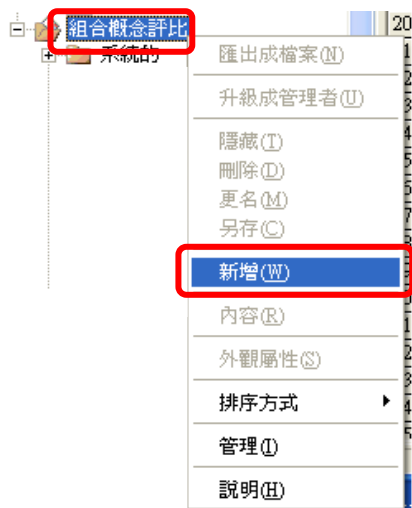 組合概念評比
系統的
匯出成檔案(N)
升級成管理者(U)
隱藏(T)
刪除(D)
更名(M)
另存(C)
新增(W)
內容(R)
外觀屬性(S)
排序方式
管理(I)
說明(H)
20